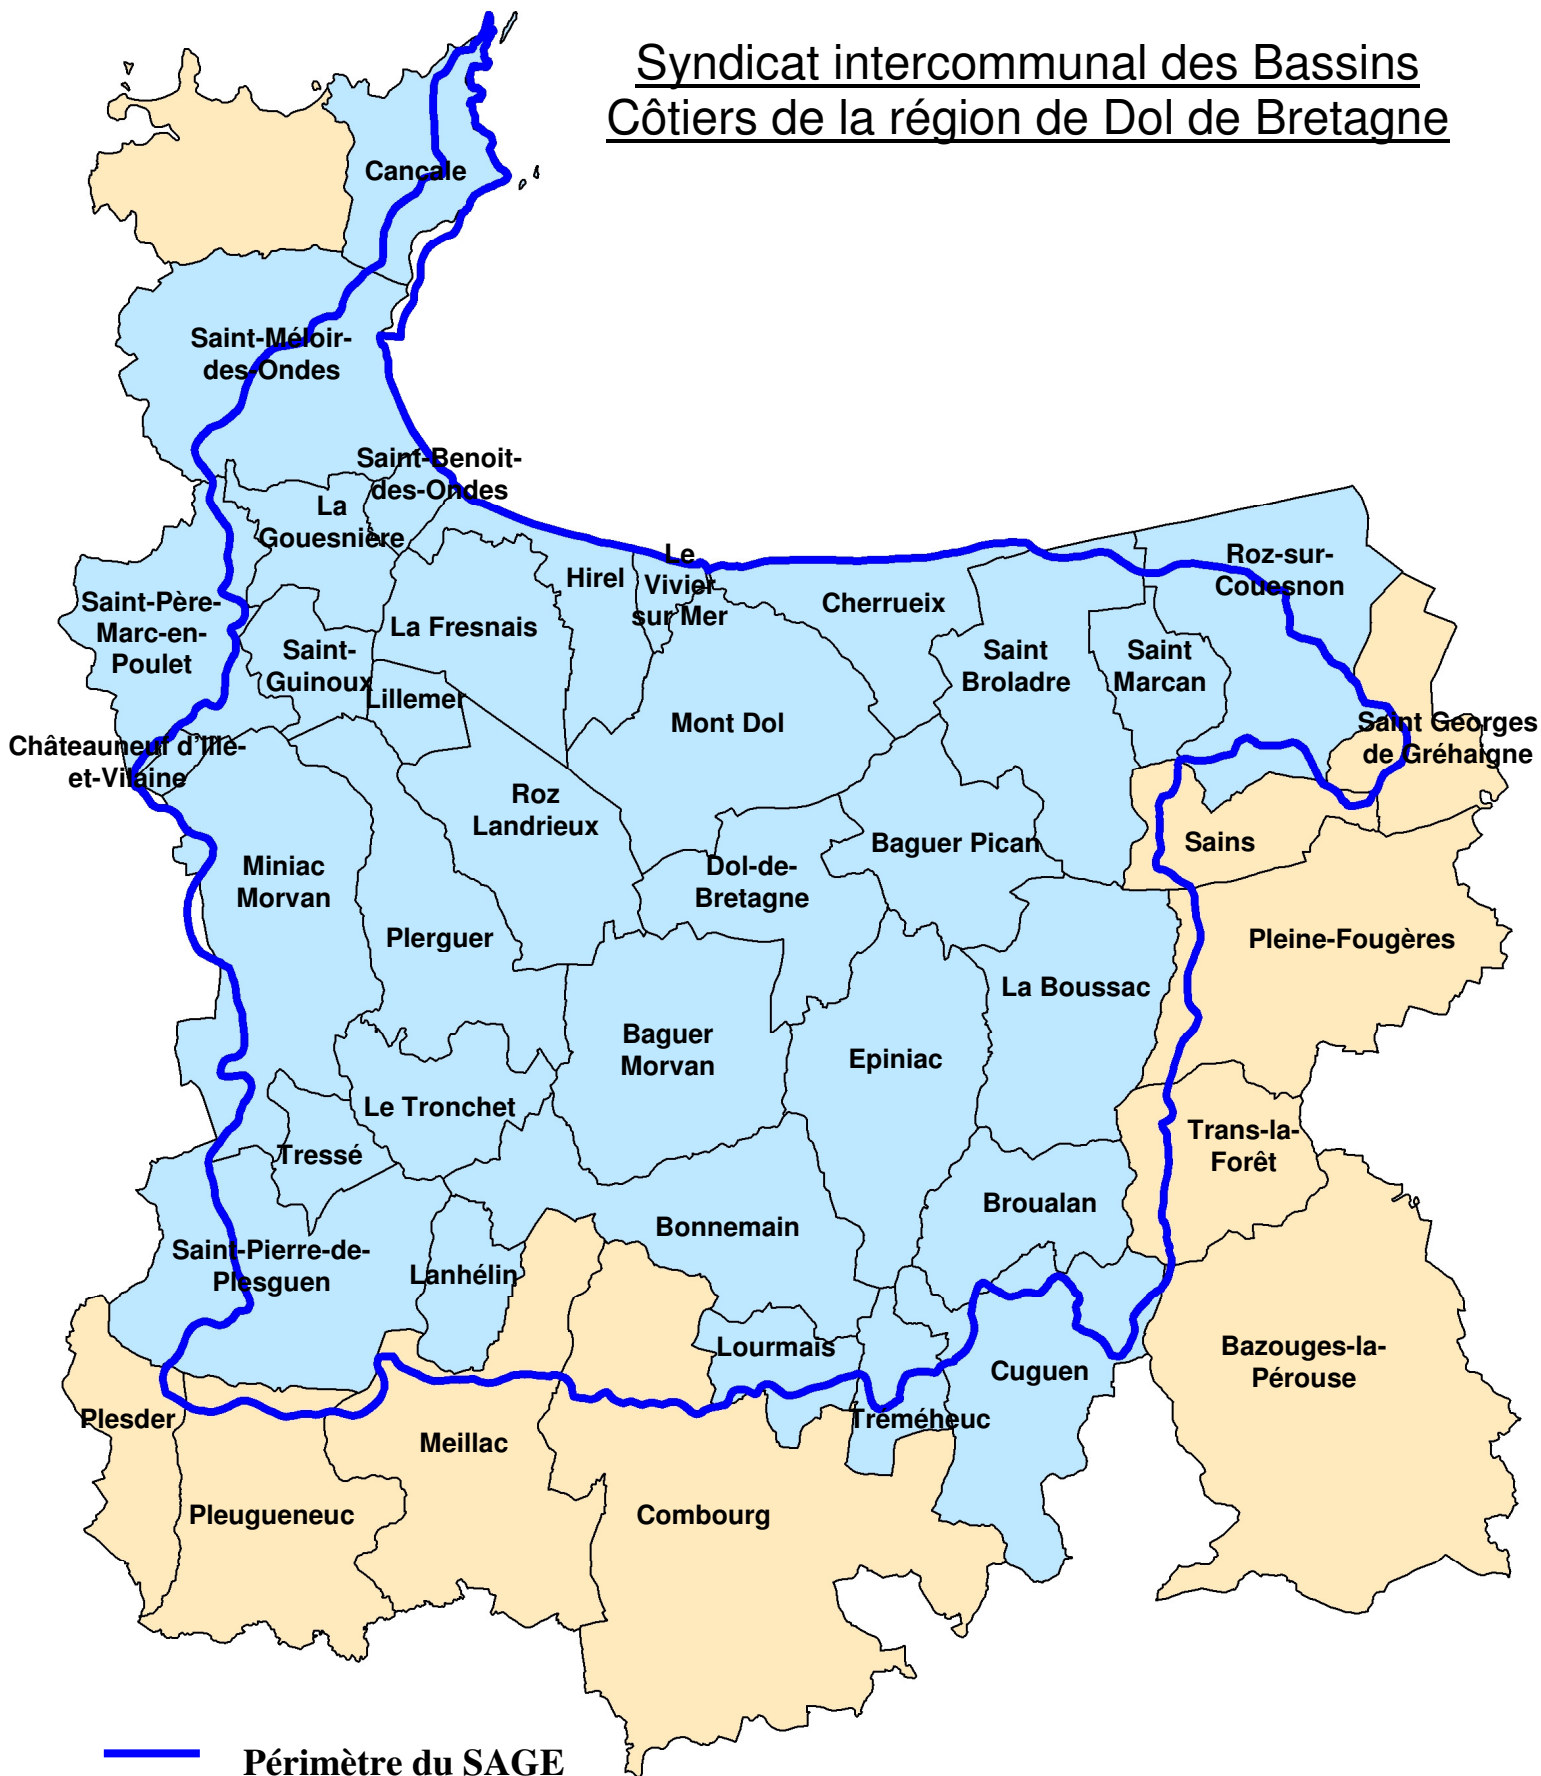 Syndicat intercommunal des Bassins
Côtiers de la région de Dol de Bretagne
Cancale
Saint-Méloir-
des-Ondes
Saint-Benoit-
des-Ondes
La
Gouesnière
Le
Vivier
sur Mer
Hirel
Roz-sur-
Couesnon
Cherrueix
Saint-Père-
Marc-en-
Poulet
La Fresnais
Saint-
Guinoux
Lillemer
Saint
Broladre
Saint
Marcan
Mont Dol
Saint Georges
de Gréhaigne
Châteauneuf d'Ille-
et-Vilaine
Roz
Landrieux
Baguer Pican
Sains
Miniac
Morvan
Dol-de-
Bretagne
Plerguer
Pleine-Fougères
La Boussac
Baguer
Morvan
Epiniac
Le Tronchet
Trans-la-
Forêt
Tressé
Broualan
Bonnemain
Saint-Pierre-de-
Plesguen
Lanhélin
Lourmais
Bazouges-la-
Pérouse
Cuguen
Plesder
Tréméheuc
Meillac
Pleugueneuc
Combourg
Périmètre du SAGE